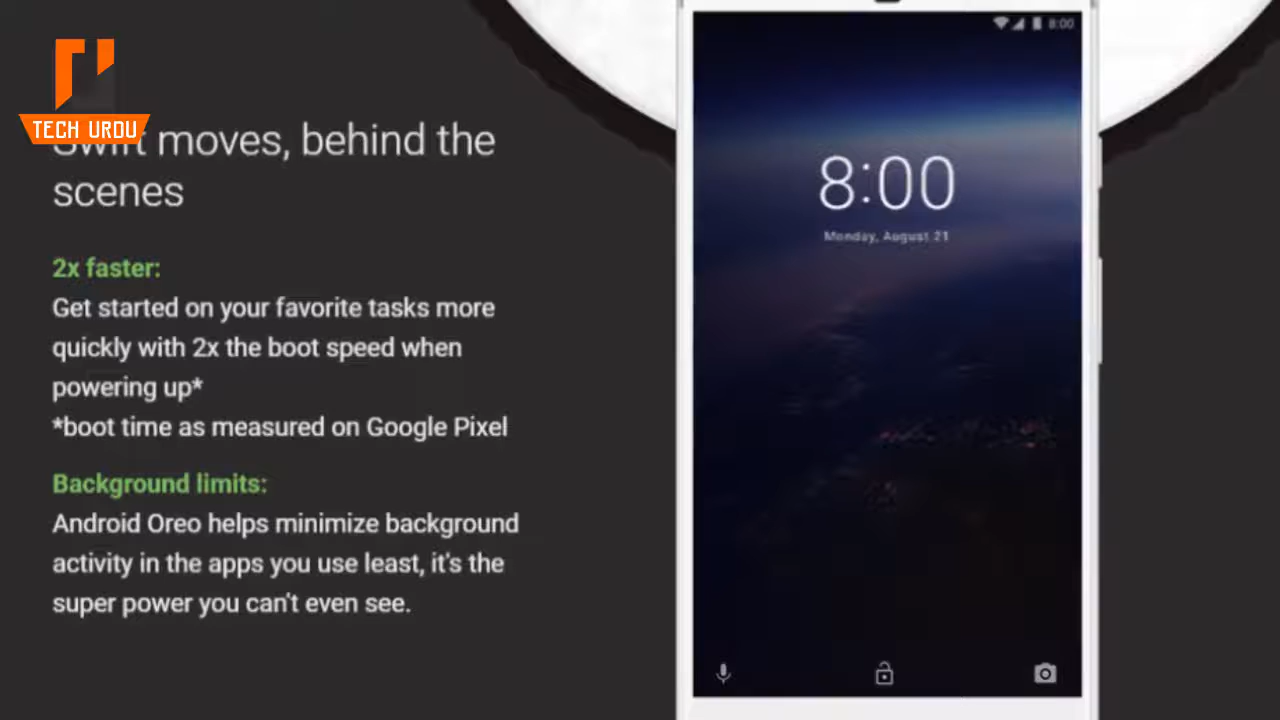 TECH URDU
Swift moves, behind the
scenes
2x faster:
Get started on your favorite tasks more
quickly with 2x the boot speed when
powering up*
*boot time as measured on Google Pixel
Background limits:
Android Oreo helps minimize background
activity in the apps you use least, it's the
super power you can't even see.
8:00
8:00
Monday, August 21